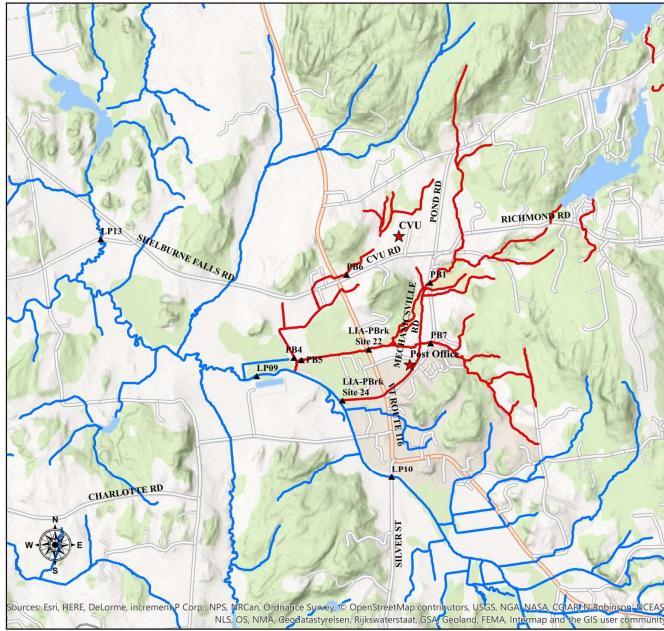 POND RD
RICHMOND RD
CVU
LP13
SHELBURNE FALLS RD
CVU RD
PB6
PB1
MECHANICSVILLE
RD
LIA-PBrk
Site 22
PB7
PB4
PB5
Post Office
LP09
LIA-PBrk
Site 24
VT ROUTE 116
LP10
CHARLOTTE RD
SILVER ST
N
W
E
S
Sources: Esri, HERE, DeLorme, increment P Corp., NPS, NRCan, Ordnance Survey, © OpenStreetMap contributors, USGS, NGA, NASA, CGIAR, N Robinson, NCEAS
NLS, OS, NMA, Geodatastyrelsen, Rijkswaterstaat, GSA, Geoland, FEMA, Intermap and the GIS user communit